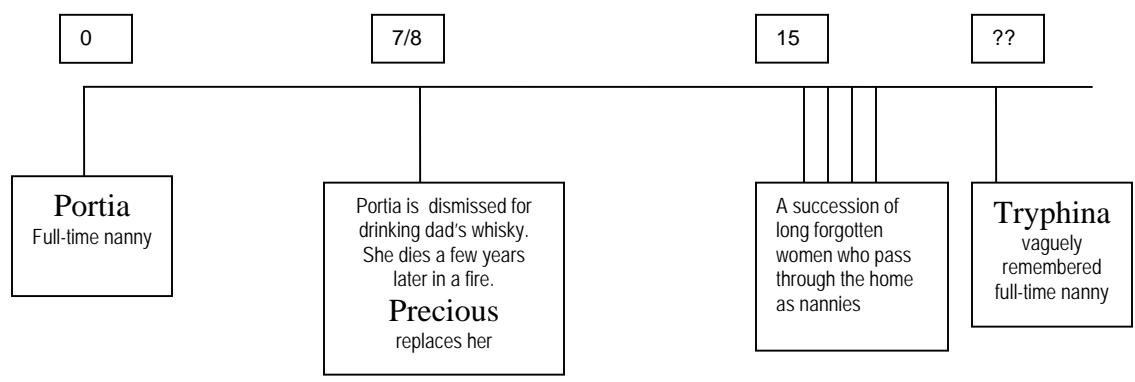 0
7/8
15
??
Portia
Full-time nanny
Portia is dismissed for
drinking dad's whisky.
She dies a few years
later in a fire.
Precious
replaces her
A succession of
long forgotten
women who pass
through the home
as nannies
Tryphina
vaguely
remembered
full-time nanny